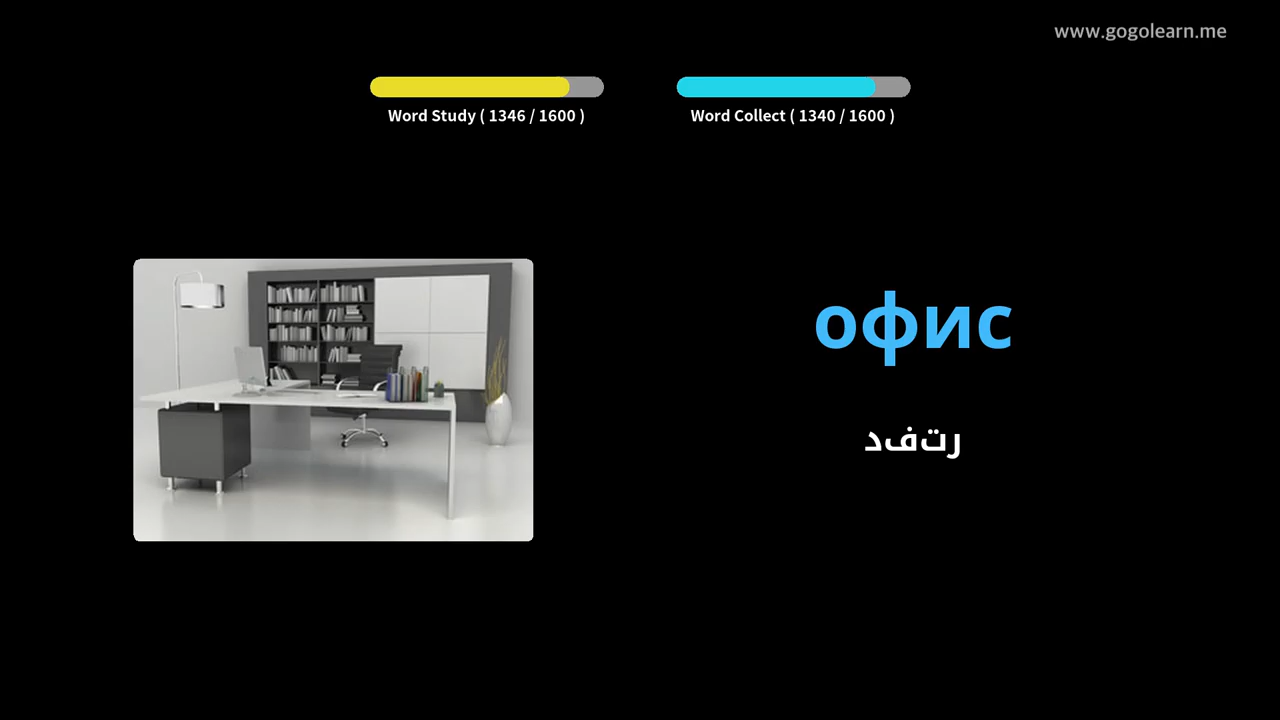 www.gogolearn.me
Word Study ( 1346 / 1600 )
Word Collect ( 1340 / 1600 )
офис
دفتر